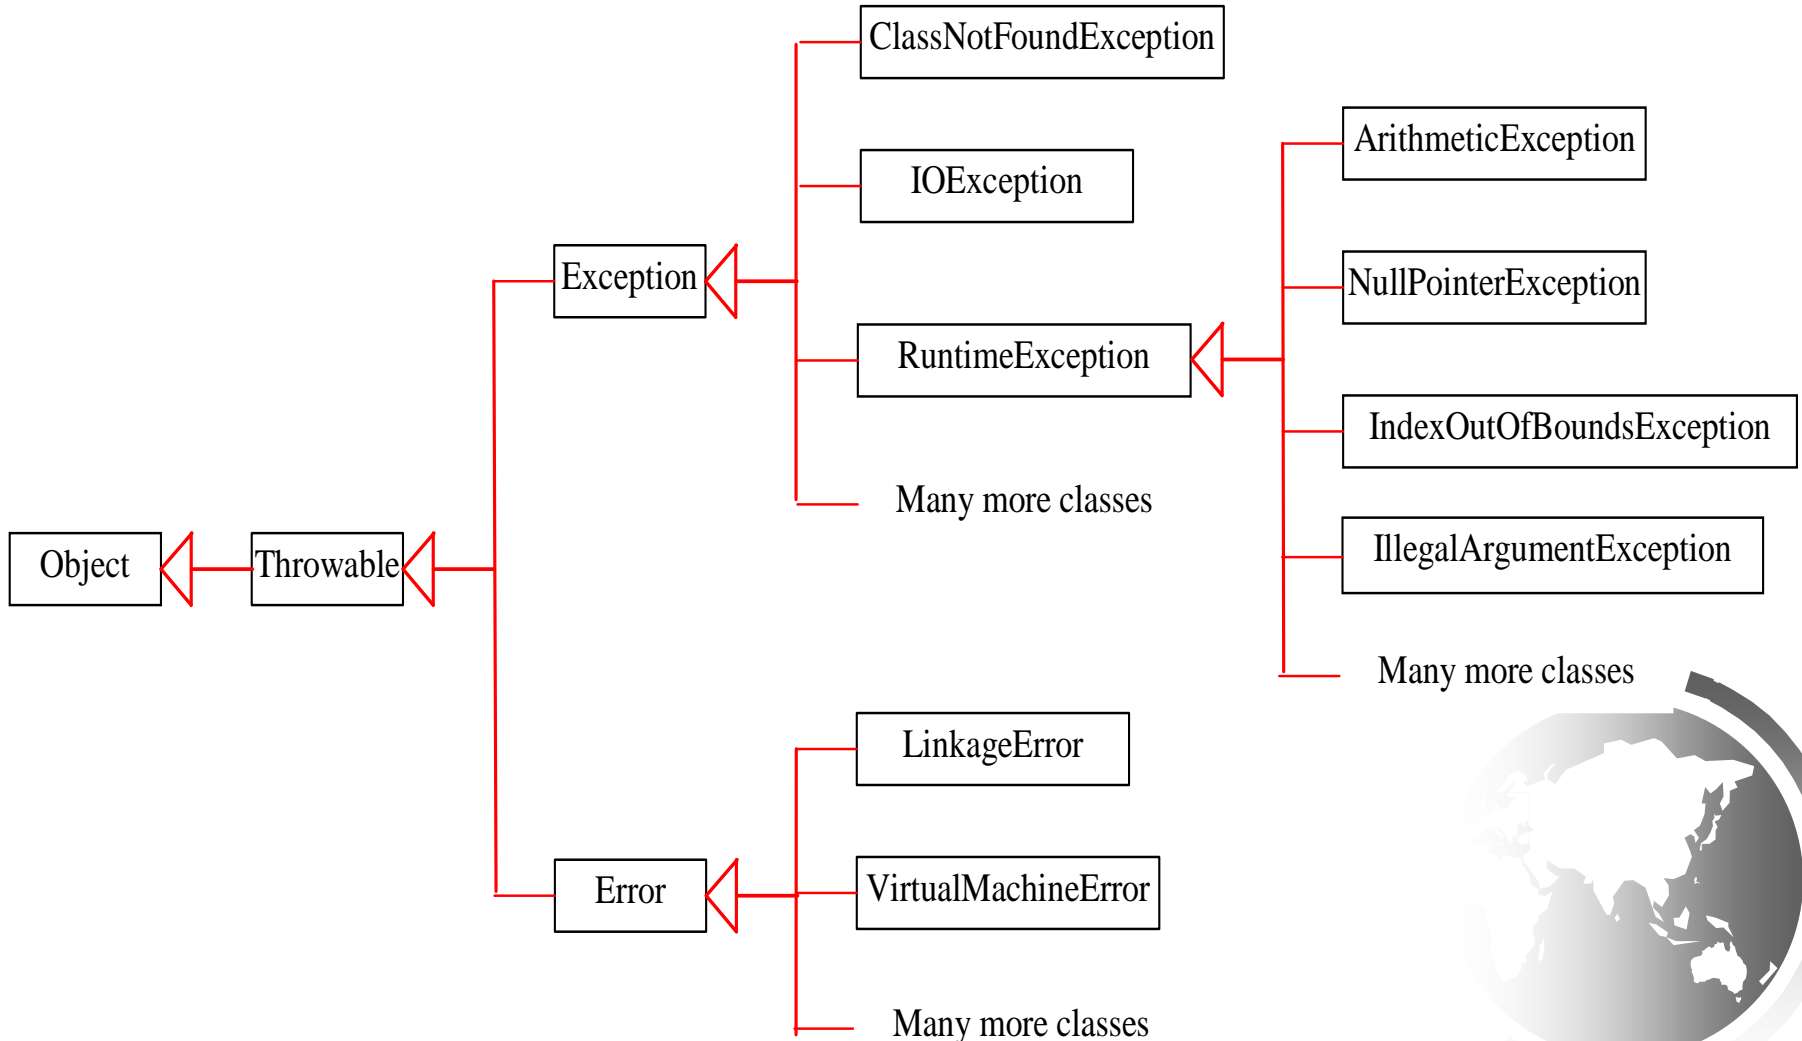 ClassNotFoundException
ArithmeticException
IOException
Exception
NullPointerException
RuntimeException
IndexOutOfBoundsException
Many more classes
Object
Throwable
IllegalArgumentException
Many more classes
LinkageError
Error
VirtualMachineError
Many more classes